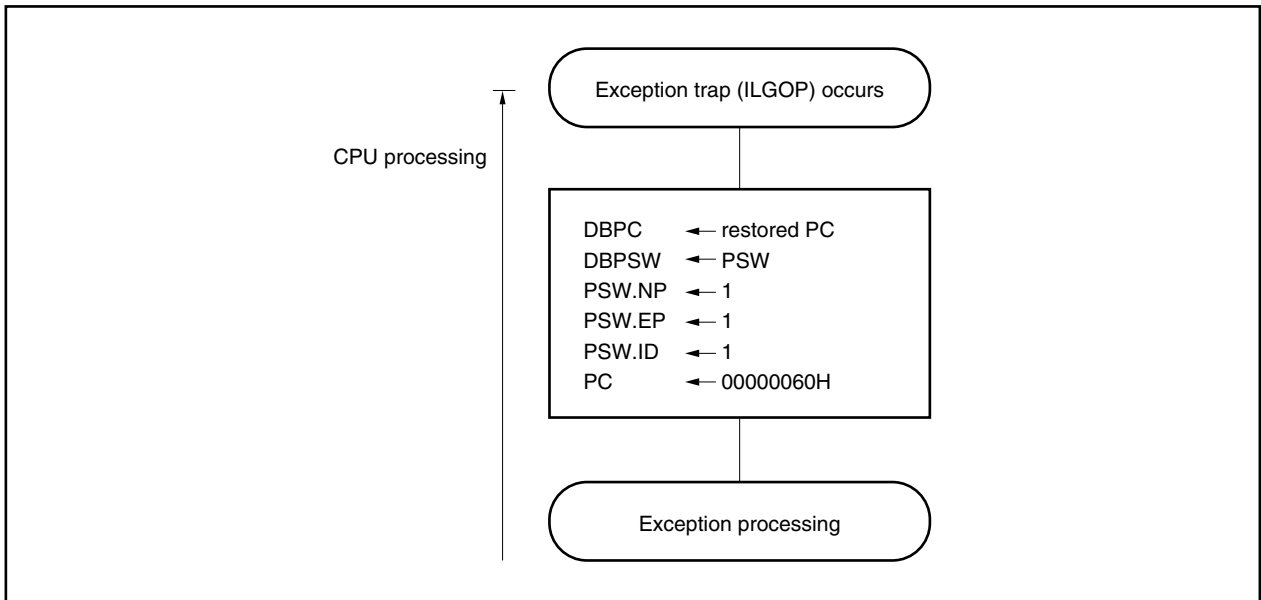 Exception trap (ILGOP) occurs
CPU processing
DBPC ← restored PC
DBPSW ← PSW
PSW.NP ← 1
PSW.EP ← 1
PSW.ID ← 1
PC ← 00000060H
Exception processing